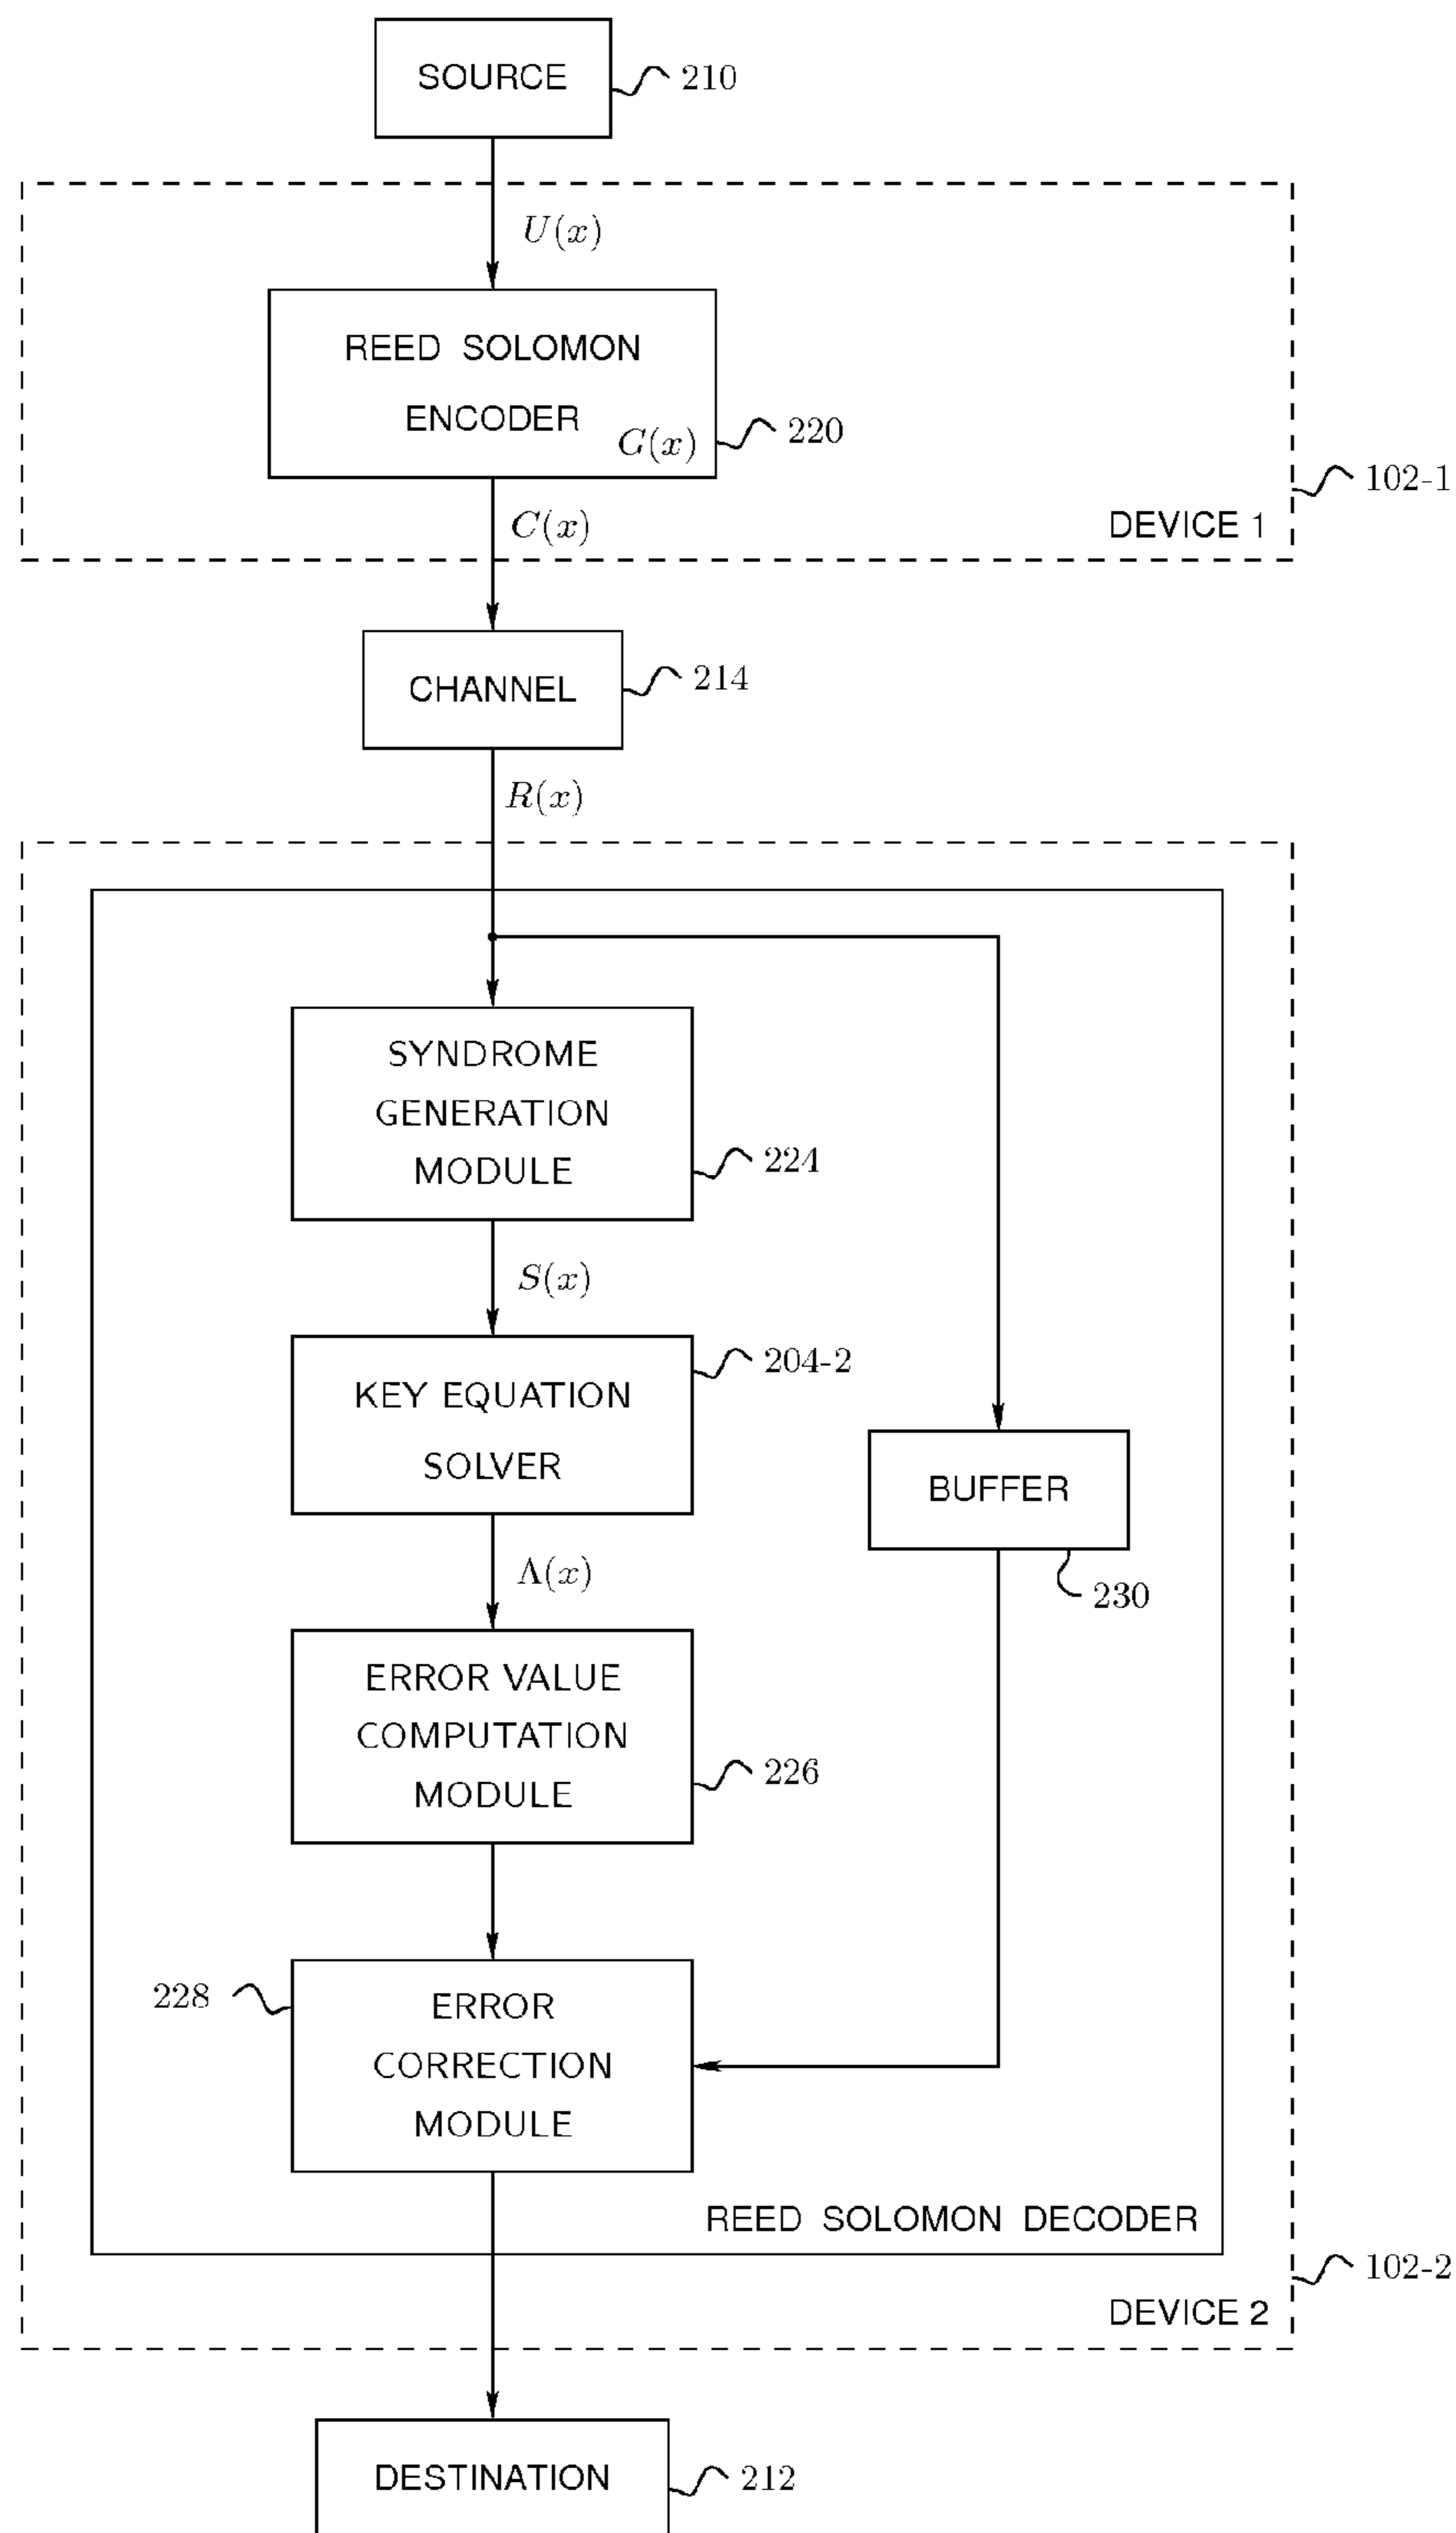 SOURCE
210
U(x)
REED SOLOMON
ENCODER
G(x)
220
102-1
C(x)
DEVICE 1
CHANNEL
214
R(x)
SYNDROME
GENERATION
MODULE
224
S(x)
204-2
KEY EQUATION
SOLVER
BUFFER
230
Λ(x)
ERROR VALUE
COMPUTATION
MODULE
226
228
ERROR
CORRECTION
MODULE
REED SOLOMON DECODER
102-2
DEVICE 2
DESTINATION
212